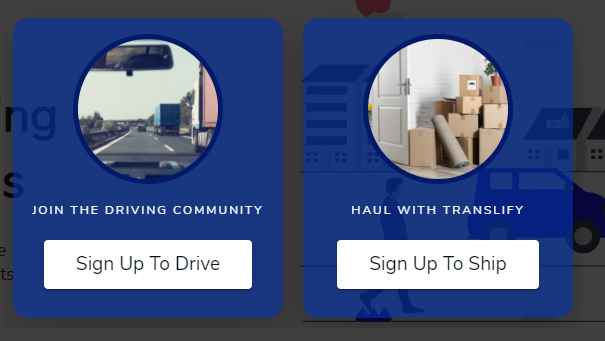 JOIN THE DRIVING COMMUNITY
Sign Up To Drive
HAUL WITH TRANSLIFY
Sign Up To Ship